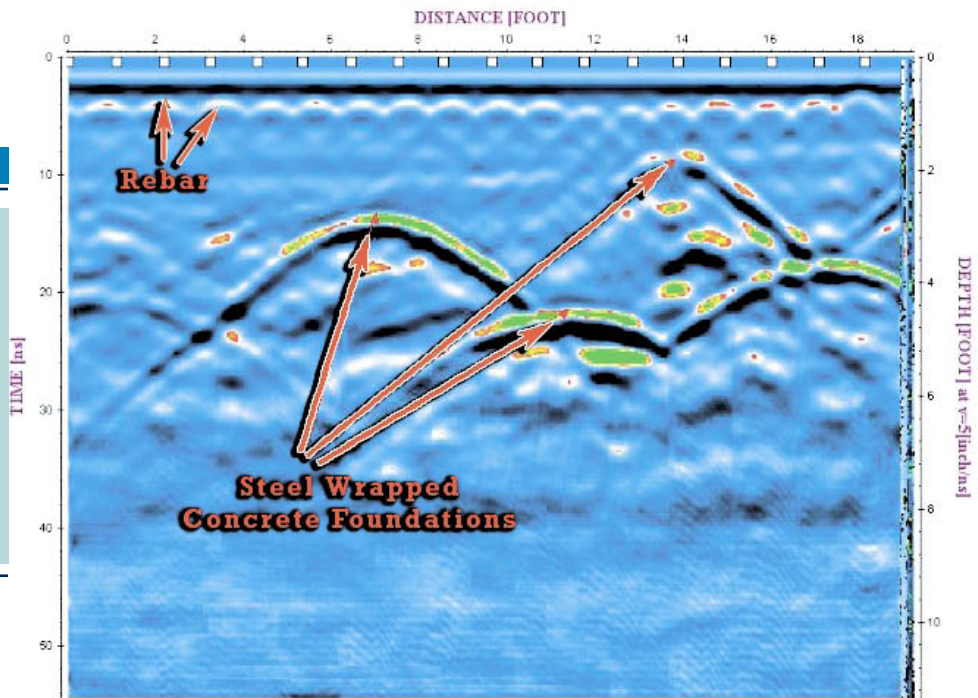 DISTANCE [FOOT]
0 2 4 6 8 10 12 14 16 18
0
10
20
30
40
50
TIME [ns]
0
2
4
6
8
10
DEPTH [FOOT] at v=5[inch/ns]
Rebar
Steel Wrapped
Concrete Foundations